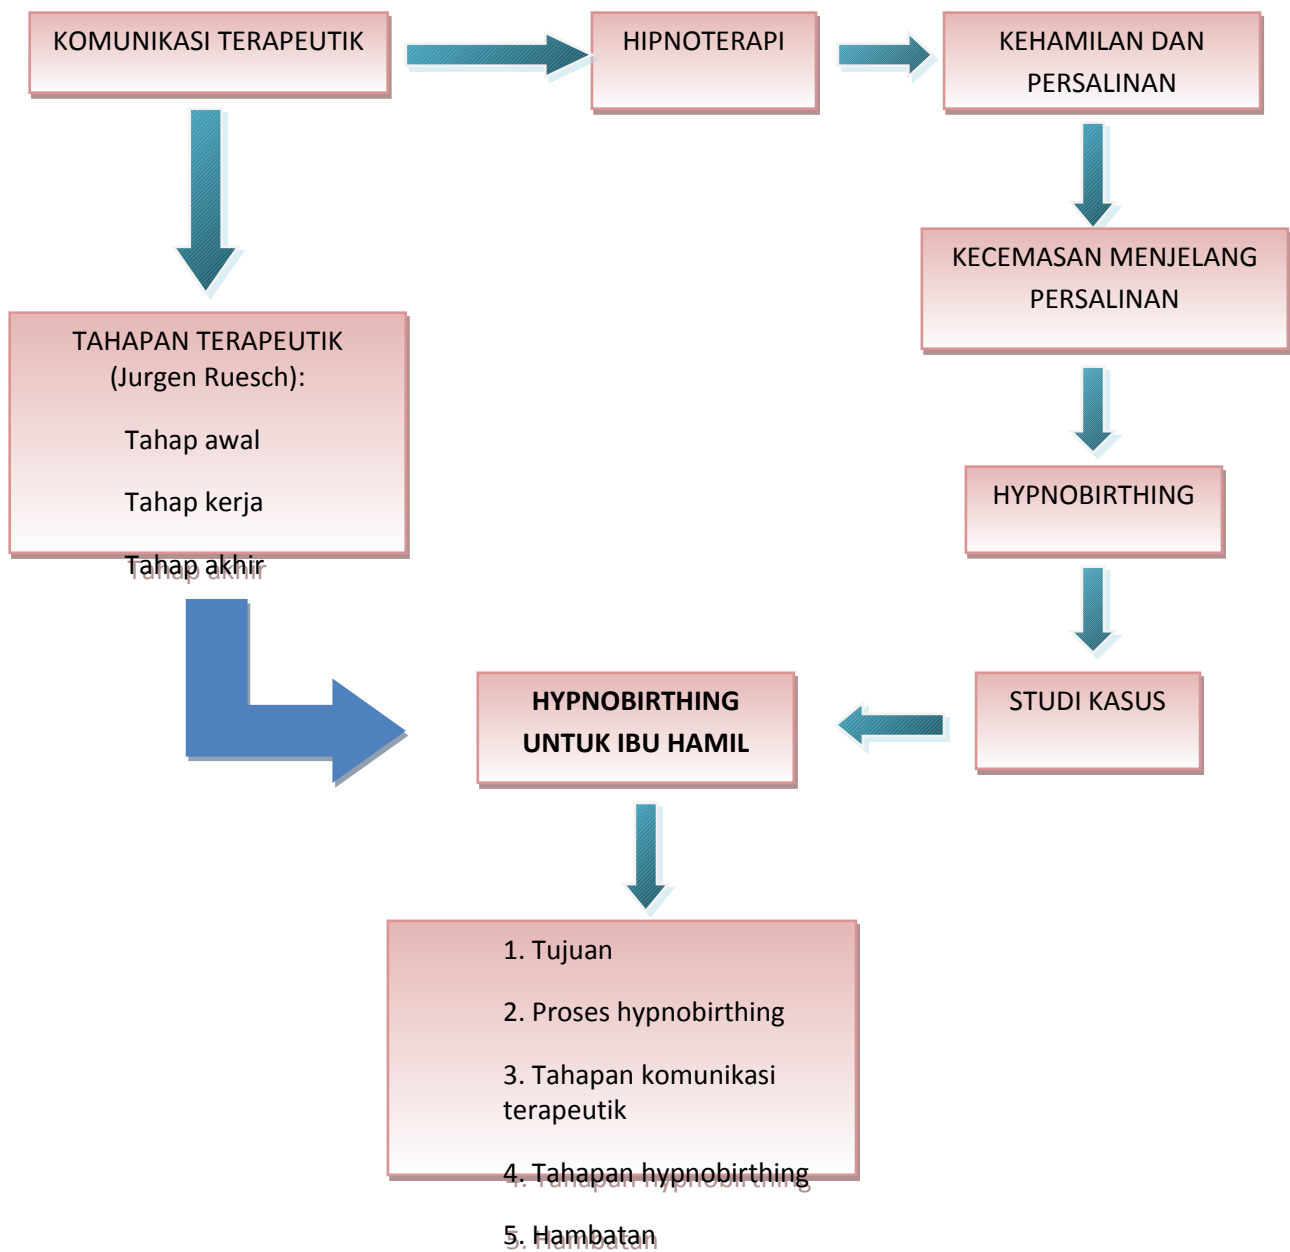 KOMUNIKASI TERAPEUTIK
HIPNOTERAPI
KEHAMILAN DAN
PERSALINAN
KECEMASAN MENJELANG
PERSALINAN
TAHAPAN TERAPEUTIK
(Jurgen Ruesch):
Tahap awal
Tahap kerja
Tahap akhir
HYPNOBIRTHING
STUDI KASUS
HYPNOBIRTHING
UNTUK IBU HAMIL
1. Tujuan
2. Proses hypnobirthing
3. Tahapan komunikasi
terapeutik
4. Tahapan hypnobirthing
5. Hambatan